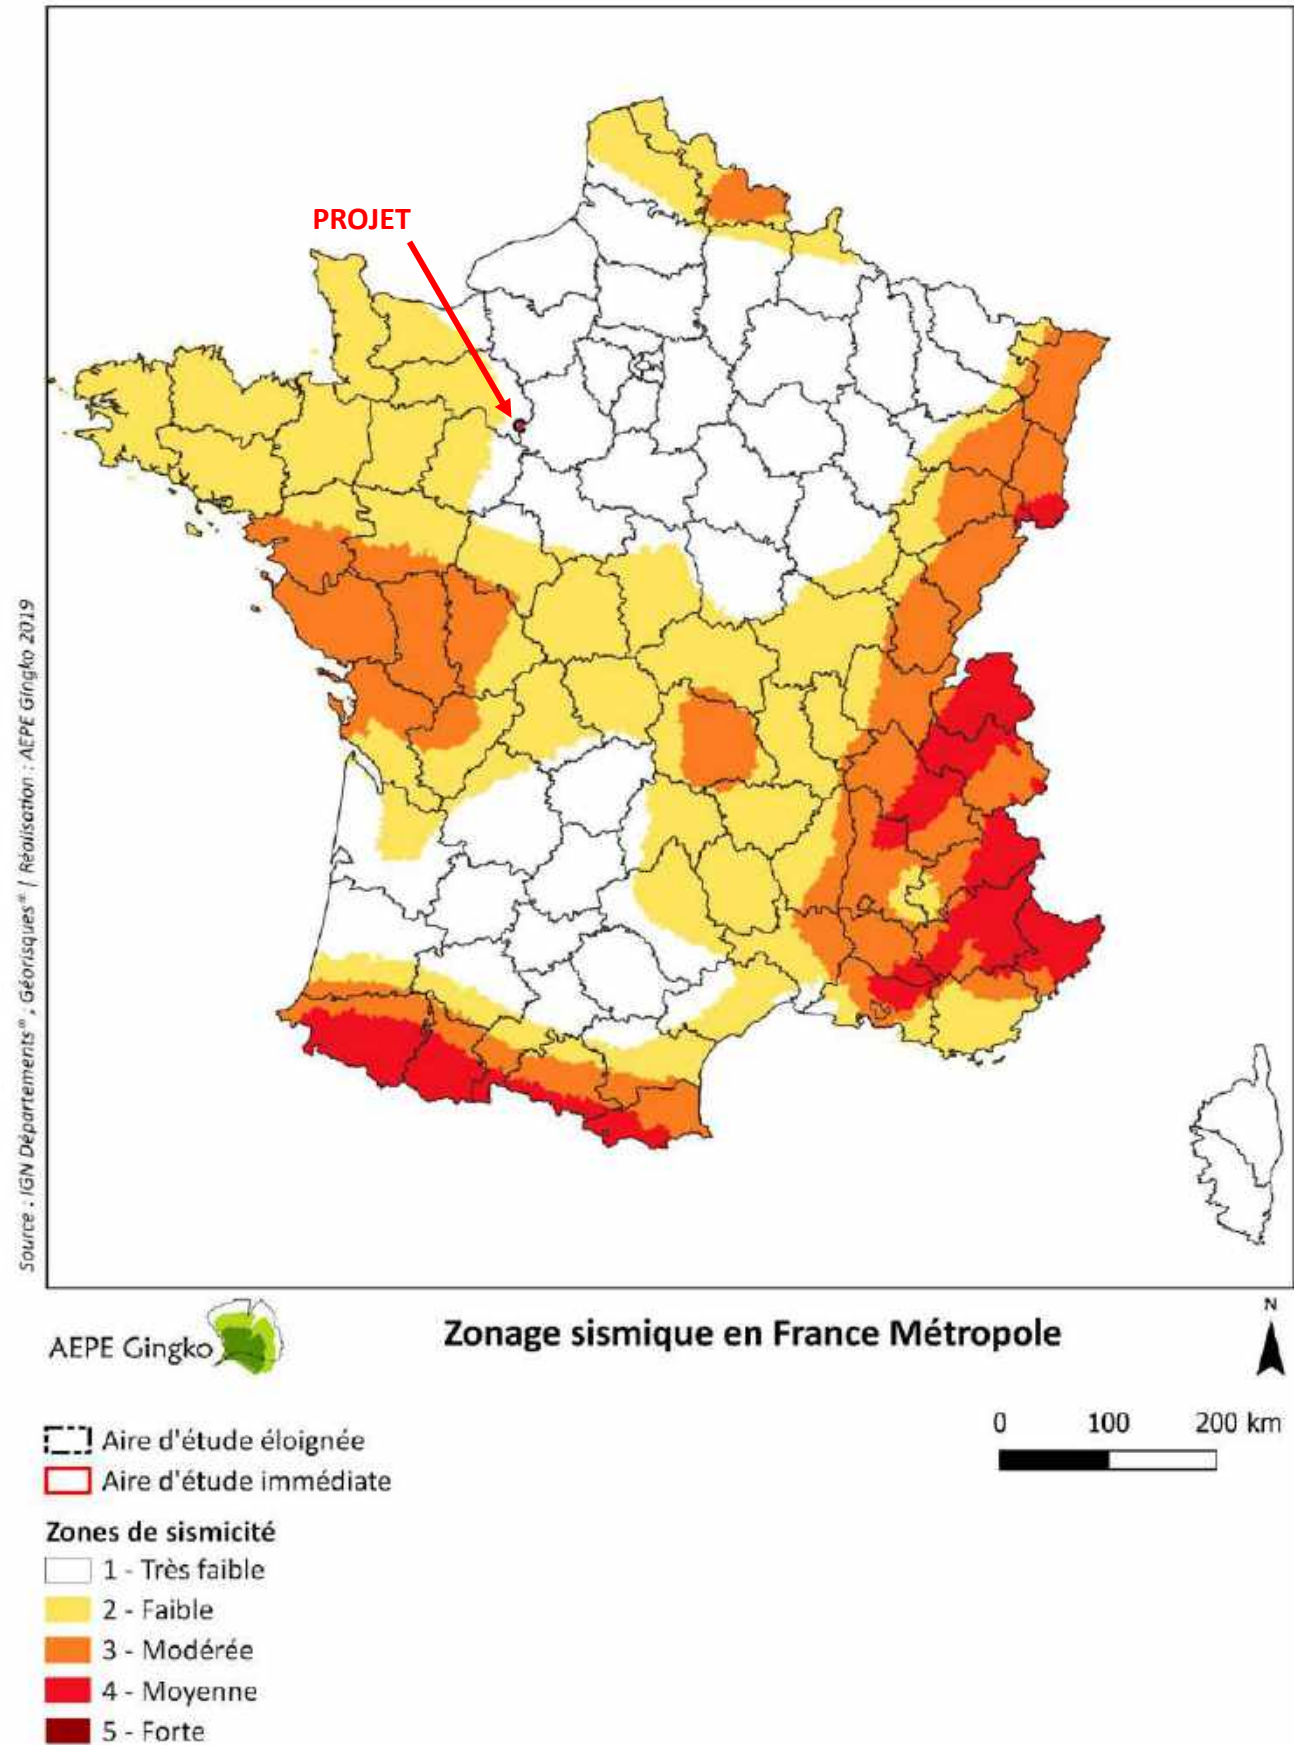 PROJET
Source : IGN Départements® ; Géorisques® | Réalisation : AEPE Gingko 2019
AEPE Gingko
Zonage sismique en France Métropole
N
0 100 200 km
Aire d'étude éloignée
Aire d'étude immédiate
Zones de sismicité
1 - Très faible
2 - Faible
3 - Modérée
4 - Moyenne
5 - Forte